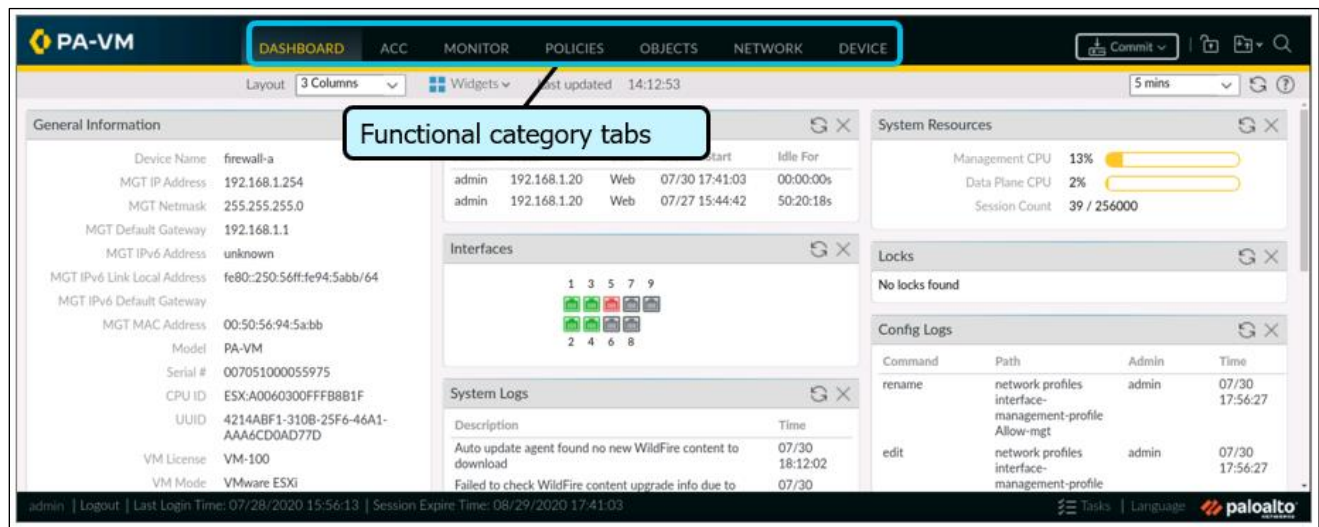 PA-VM
DASHBOARD ACC MONITOR POLICIES OBJECTS NETWORK DEVICE
Commit
Layout 3 Columns Widgets Last updated 14:12:53 5 mins
Functional category tabs
General Information
Device Name firewall-a
MGT IP Address 192.168.1.254
MGT Netmask 255.255.255.0
MGT Default Gateway 192.168.1.1
MGT IPv6 Address unknown
MGT IPv6 Link Local Address fe80::250:56ff:fe94:5abb/64
MGT IPv6 Default Gateway
MGT MAC Address 00:50:56:94:5a:bb
Model PA-VM
Serial # 007051000055975
CPU ID ESX:A0060300FFFB8B1F
UUID 4214ABF1-310B-25F6-46A1-
AAA6CD0AD77D
VM License VM-100
VM Mode VMware ESXi
Start Idle For
admin 192.168.1.20 Web 07/30 17:41:03 00:00:00s
admin 192.168.1.20 Web 07/27 15:44:42 50:20:18s
Interfaces
1 3 5 7 9
2 4 6 8
System Logs
Description Time
Auto update agent found no new WildFire content to 07/30
download 18:12:02
Failed to check WildFire content upgrade info due to 07/30
System Resources
Management CPU 13%
Data Plane CPU 2%
Session Count 39 / 256000
Locks
No locks found
Config Logs
Command Path Admin Time
rename network profiles admin 07/30
interface- 17:56:27
management-profile
Allow-mgt
edit network profiles admin 07/30
interface- 17:56:27
management-profile
admin | Logout | Last Login Time: 07/28/2020 15:56:13 | Session Expire Time: 08/29/2020 17:41:03 Tasks | Language paloalto
NETWORKS